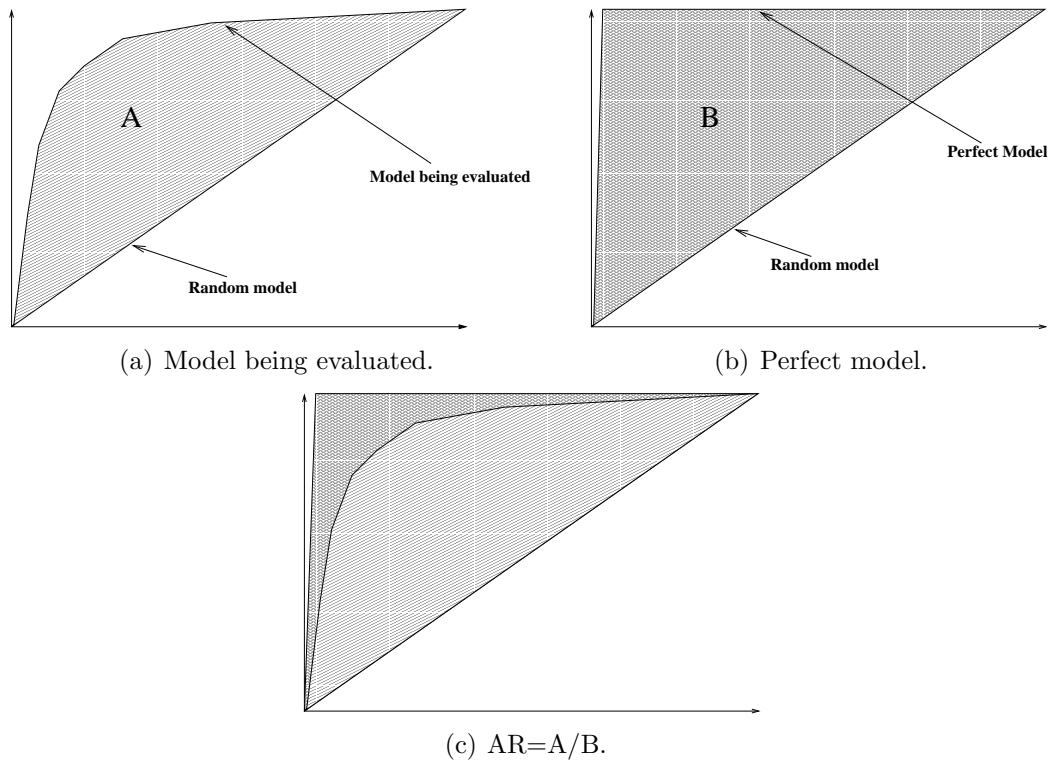 A
Model being evaluated
Random model
(a) Model being evaluated.
B
Perfect Model
Random model
(b) Perfect model.
(c) AR=A/B.